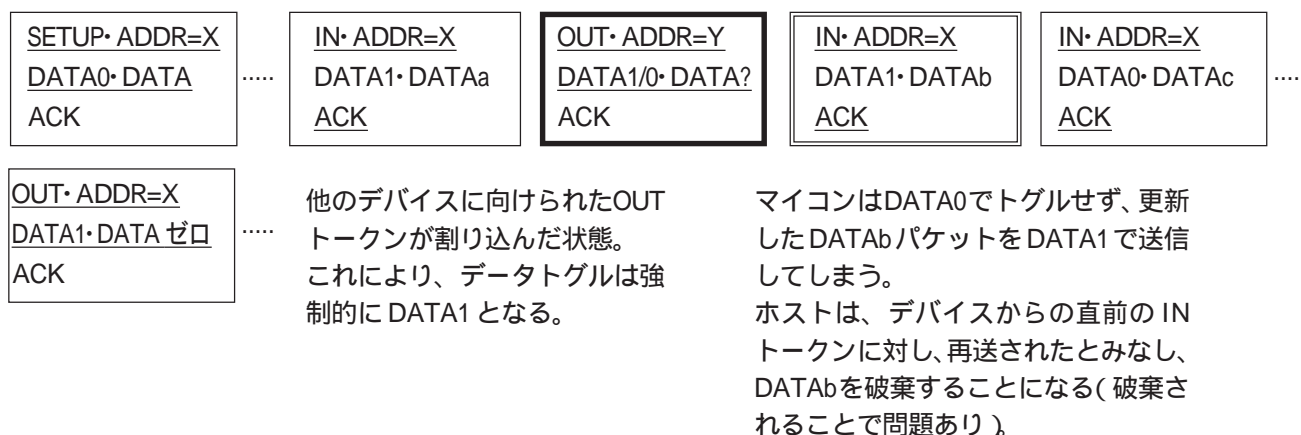 SETUP・ADDR=X
DATA0・DATA
ACK
.....
IN・ADDR=X
DATA1・DATAa
ACK
OUT・ADDR=Y
DATA1/0・DATA?
ACK
IN・ADDR=X
DATA1・DATAb
ACK
IN・ADDR=X
DATA0・DATAc
ACK
....
OUT・ADDR=X
DATA1・DATA ゼロ
ACK
.....
他のデバイスに向けられたOUT
トークンが割り込んだ状態。
これにより、データトグルは強
制的に DATA1 となる。
マイコンはDATA0でトグルせず、更新
したDATAbパケットをDATA1で送信
してしまう。
ホストは、デバイスからの直前の IN
トークンに対し、再送されたとみなし、
DATAbを破棄することになる(破棄さ
れることで問題あり)。